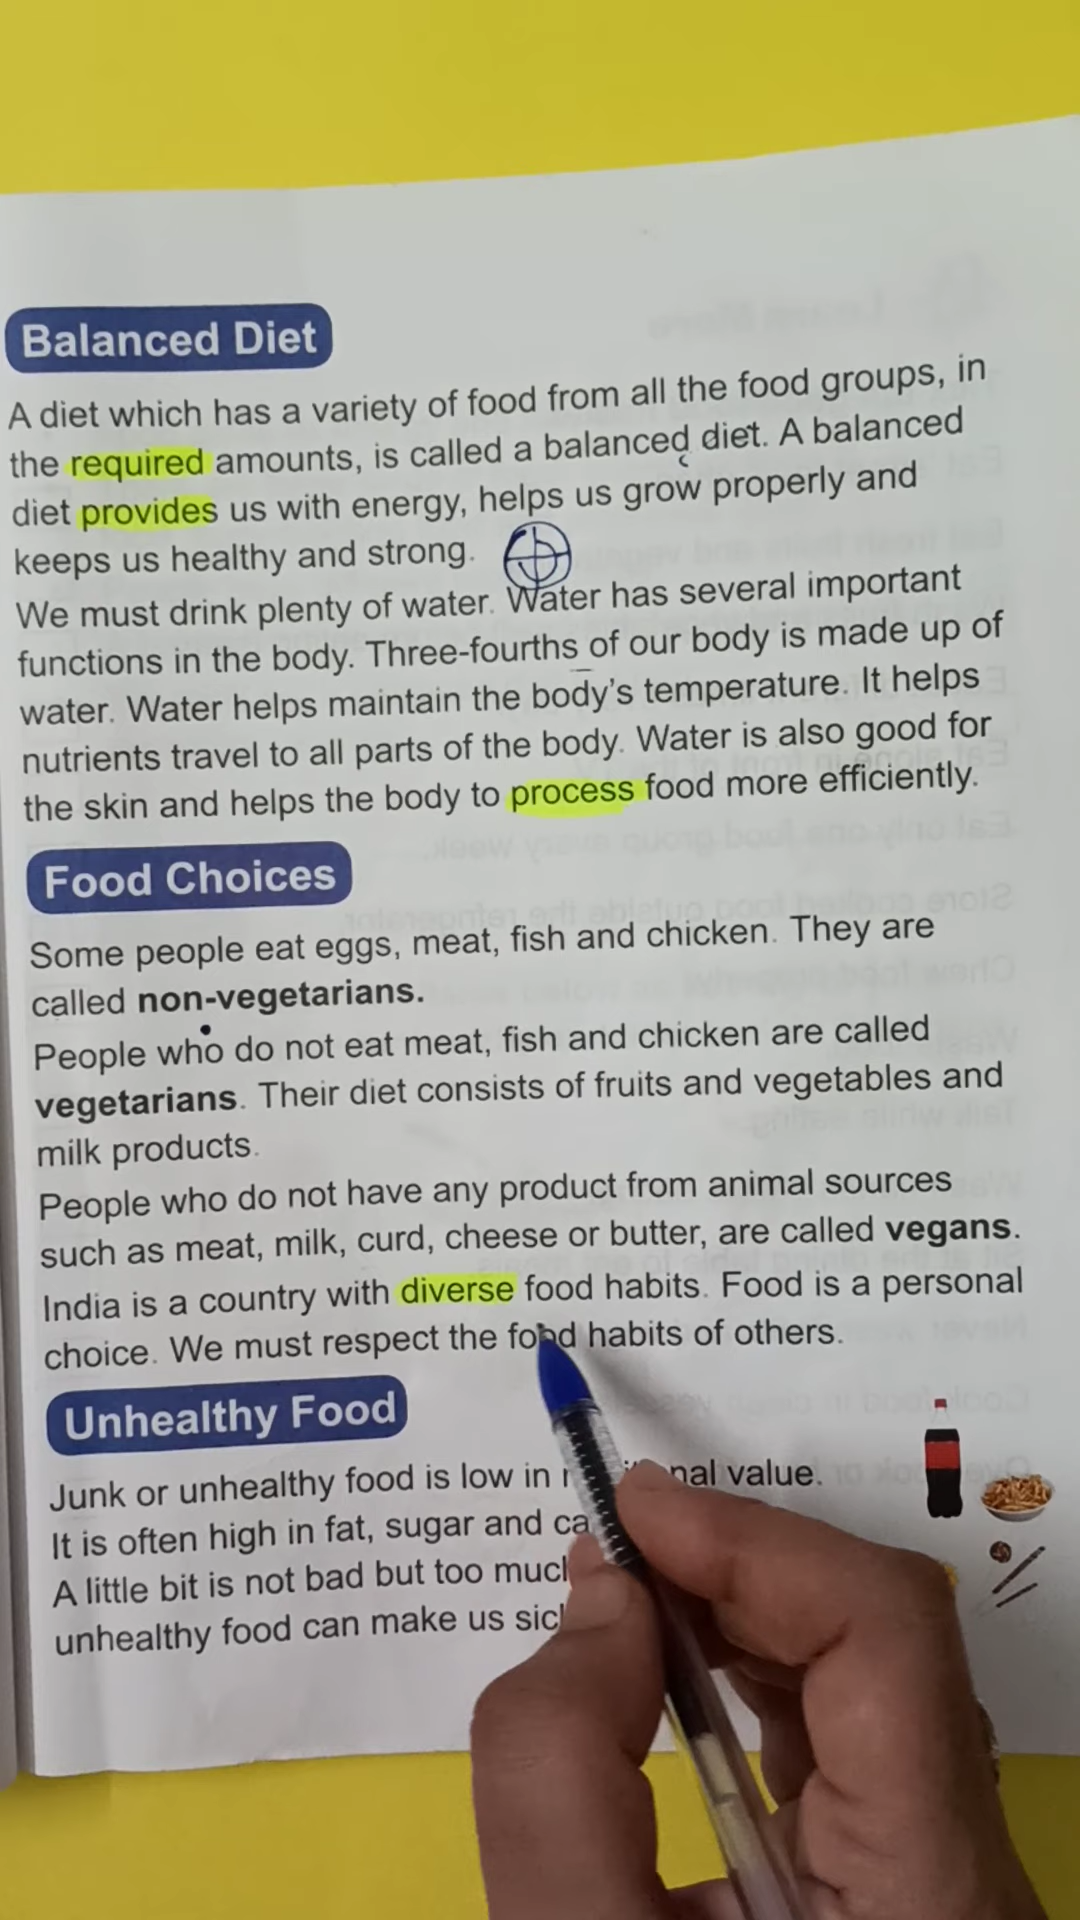 Balanced Diet
A diet which has a variety of food from all the food groups, in
the required amounts, is called a balanced diet. A balanced
diet provides us with energy, helps us grow properly and
keeps us healthy and strong.
We must drink plenty of water. Water has several important
functions in the body. Three-fourths of our body is made up of
water. Water helps maintain the body's temperature. It helps
nutrients travel to all parts of the body. Water is also good for
the skin and helps the body to process food more efficiently.
Food Choices
Some people eat eggs, meat, fish and chicken. They are
called non-vegetarians.
People who do not eat meat, fish and chicken are called
vegetarians. Their diet consists of fruits and vegetables and
milk products.
People who do not have any product from animal sources
such as meat, milk, curd, cheese or butter, are called vegans.
India is a country with diverse food habits. Food is a personal
choice. We must respect the food habits of others.
Unhealthy Food
Junk or unhealthy food is low in value.
It is often high in fat, sugar and
A little bit is not bad but too much
unhealthy food can make us